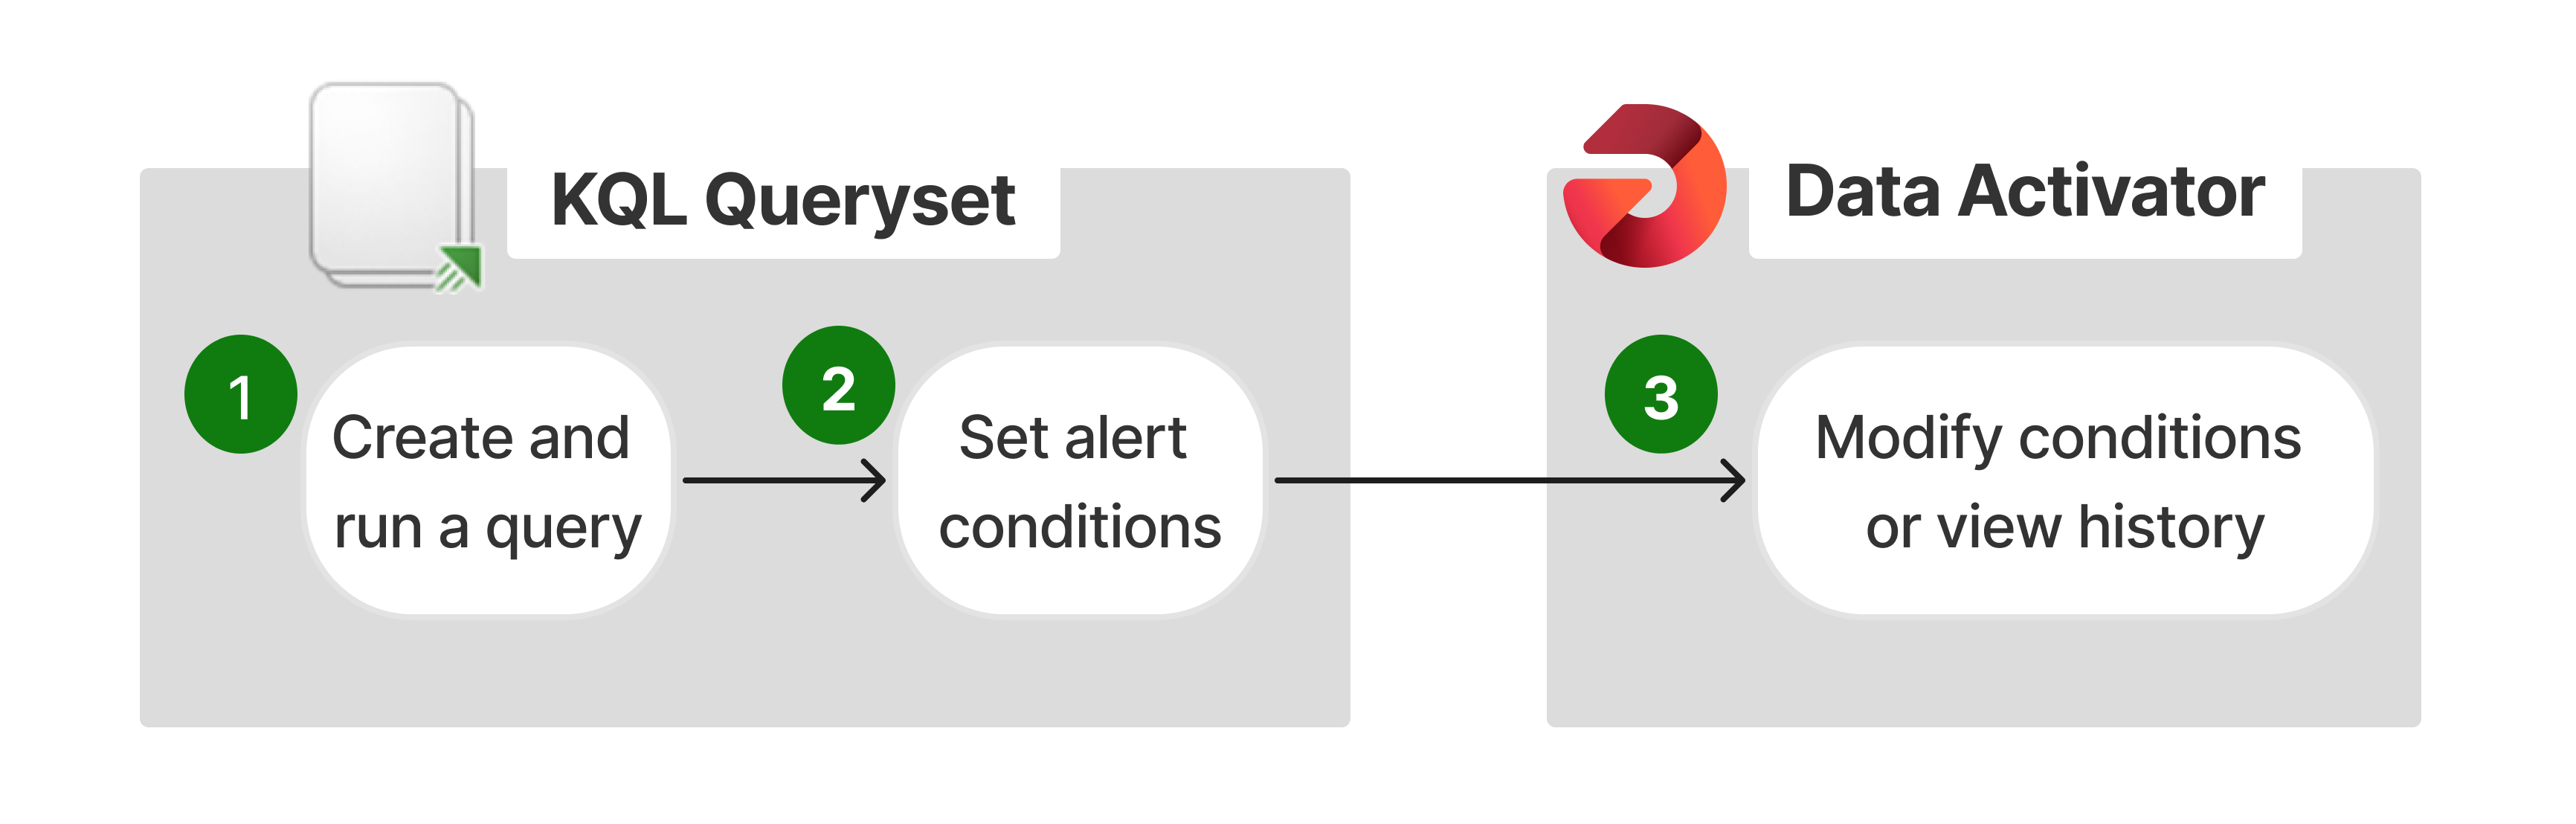 KQL Queryset
1
Create and
run a query
2
Set alert
conditions
Data Activator
3
Modify conditions
or view history